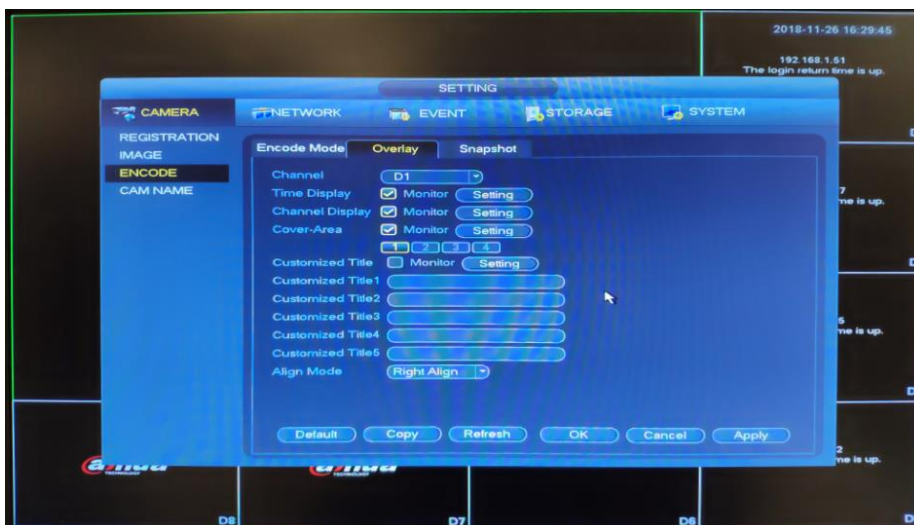 2018-11-26 16:29:45
192.168.1.51
The login return time is up.
SETTING
CAMERA NETWORK EVENT STORAGE SYSTEM
REGISTRATION
IMAGE
ENCODE
CAM NAME
Encode Mode Overlay Snapshot
Channel D1
Time Display Monitor Setting
Channel Display Monitor Setting
Cover-Area Monitor Setting
1 2 3 4
Customized Title Monitor Setting
Customized Title1
Customized Title2
Customized Title3
Customized Title4
Customized Title5
Align Mode Right Align
Default Copy Refresh OK Cancel Apply
7
me is up.
5
me is up.
2
me is up.
TECHNOLOGY TECHNOLOGY
D8 D7 D6